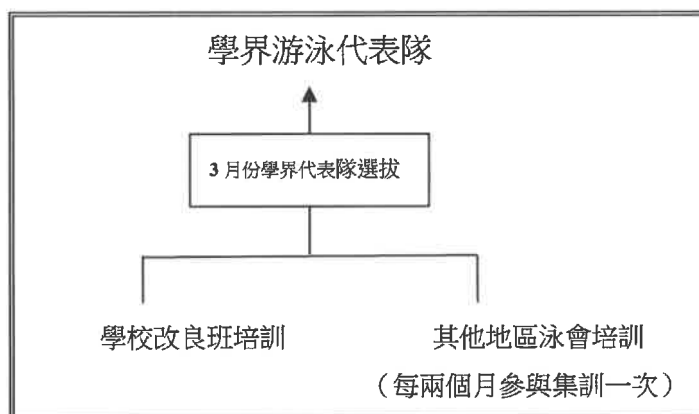 學界游泳代表隊
3 月份學界代表隊選拔
學校改良班培訓
其他地區泳會培訓
（每兩個月參與集訓一次）